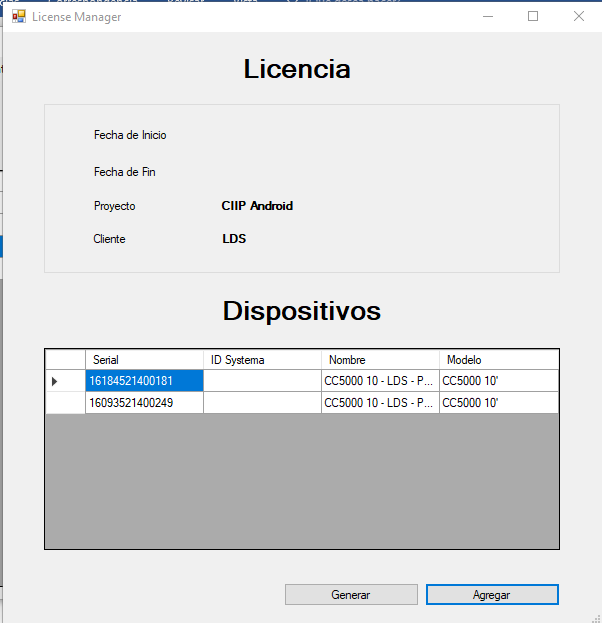 License Manager
Licencia
Fecha de Inicio
Fecha de Fin
Proyecto CIIP Android
Cliente LDS
Dispositivos
Serial ID Systema Nombre Modelo
16184521400181 CC5000 10 - LDS - P... CC5000 10'
16093521400249 CC5000 10 - LDS - P... CC5000 10'
Generar Agregar